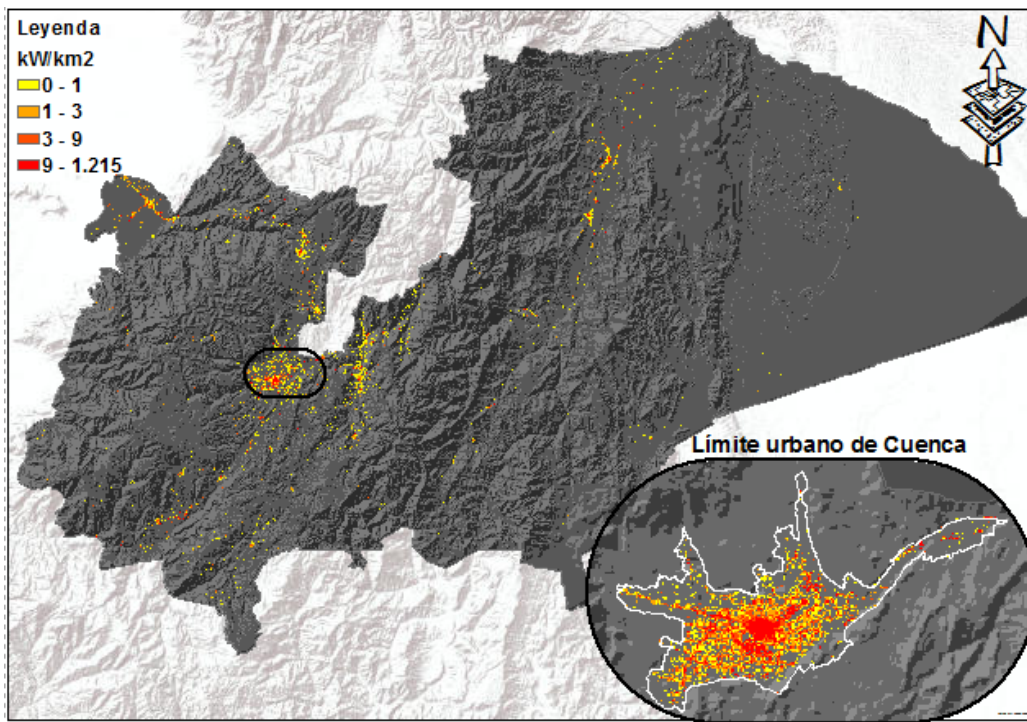 Leyenda
kW/km2
0 - 1
1 - 3
3 - 9
9 - 1.215
N
Límite urbano de Cuenca